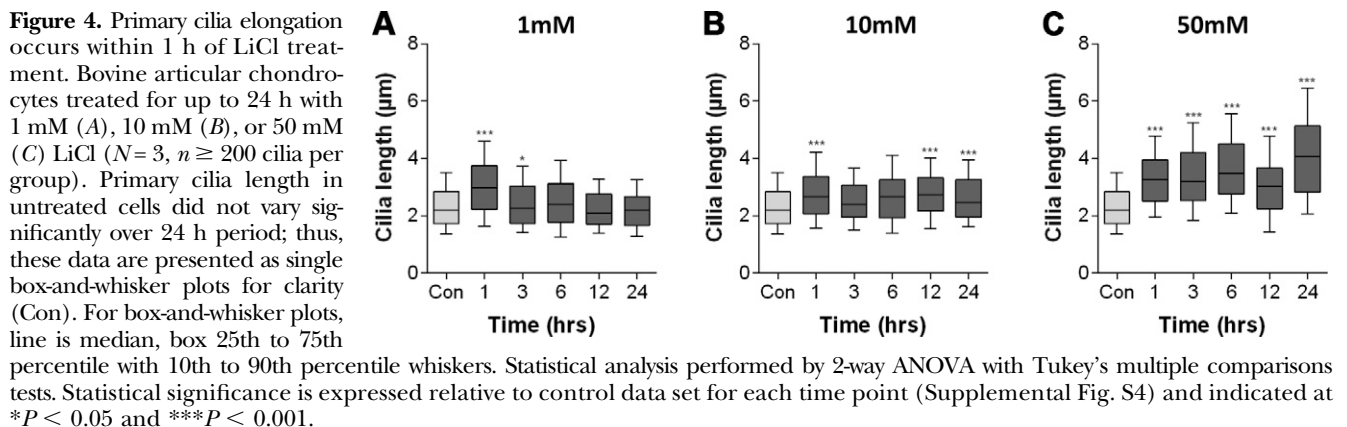 Figure 4. Primary cilia elongation
occurs within 1 h of LiCl treat-
ment. Bovine articular chondro-
cytes treated for up to 24 h with
1 mM (A), 10 mM (B), or 50 mM
(C) LiCl (N = 3, n ≥ 200 cilia per
group). Primary cilia length in
untreated cells did not vary sig-
nificantly over 24 h period; thus,
these data are presented as single
box-and-whisker plots for clarity
(Con). For box-and-whisker plots,
line is median, box 25th to 75th
percentile with 10th to 90th percentile whiskers. Statistical analysis performed by 2-way ANOVA with Tukey's multiple comparisons
tests. Statistical significance is expressed relative to control data set for each time point (Supplemental Fig. S4) and indicated at
*P < 0.05 and ***P < 0.001.
A
1mM
Cilia length (µm)
8
6
4
2
0
***
*
Con 1 3 6 12 24
Time (hrs)
B
10mM
Cilia length (µm)
8
6
4
2
0
***
***
***
Con 1 3 6 12 24
Time (hrs)
C
50mM
Cilia length (µm)
8
6
4
2
0
***
***
***
***
***
Con 1 3 6 12 24
Time (hrs)